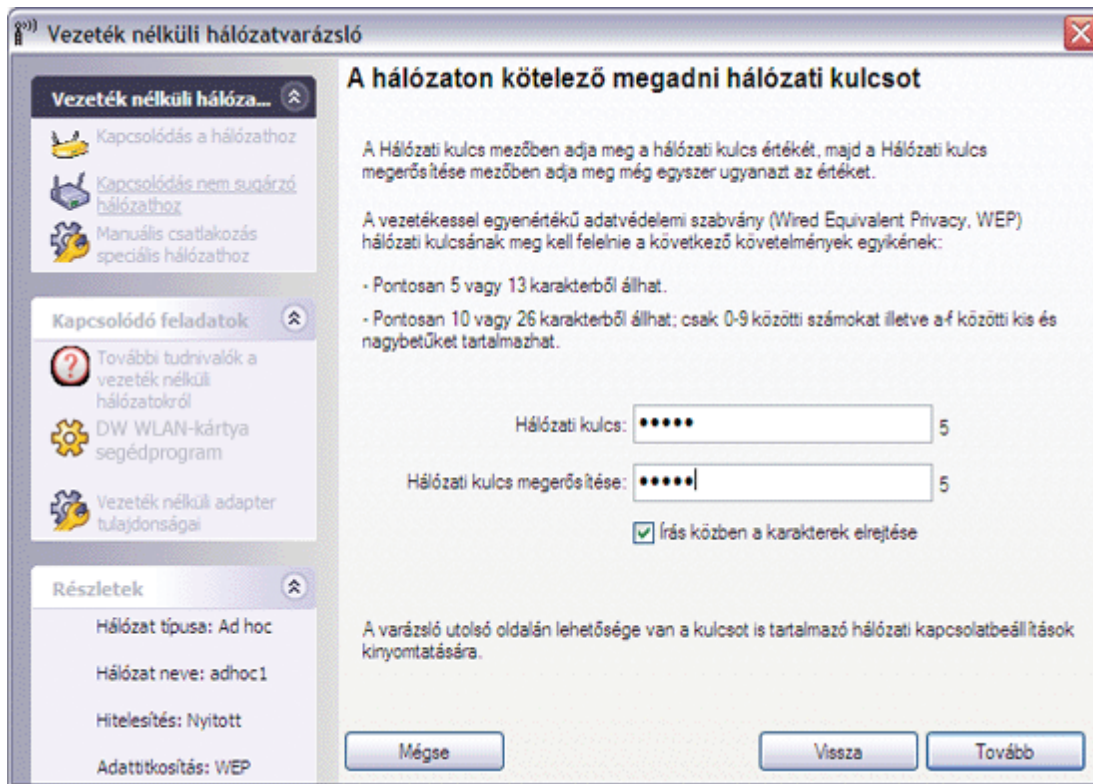 Vezeték nélküli hálózatvarázsló
Vezeték nélküli hálóza...
Kapcsolódás a hálózathoz
Kapcsolódás nem sugárzó
hálózathoz
Manuális csatlakozás
speciális hálózathoz
Kapcsolódó feladatok
További tudnivalók a
vezeték nélküli
hálózatokról
DW WLAN-kártya
segédprogram
Vezeték nélküli adapter
tulajdonságai
Részletek
Hálózat típusa: Ad hoc
Hálózat neve: adhoc1
Hitelesítés: Nyitott
Adattitkosítás: WEP
A hálózaton kötelező megadni hálózati kulcsot
A Hálózati kulcs mezőben adja meg a hálózati kulcs értékét, majd a Hálózati kulcs
megerősítése mezőben adja meg még egyszer ugyanazt az értéket.
A vezetékessel egyenértékű adatvédelmi szabvány (Wired Equivalent Privacy, WEP)
hálózati kulcsának meg kell felelnie a következő követelmények egyikének:
- Pontosan 5 vagy 13 karakterből állhat.
- Pontosan 10 vagy 26 karakterből állhat; csak 0-9 közötti számokat illetve a-f közötti kis és
nagybetűket tartalmazhat.
Hálózati kulcs: ••••• 5
Hálózati kulcs megerősítése: ••••• 5
Írás közben a karakterek elrejtése
A varázsló utolsó oldalán lehetősége van a kulcsot is tartalmazó hálózati kapcsolatbeállítások
kinyomtatására.
Mégse
Vissza
Tovább